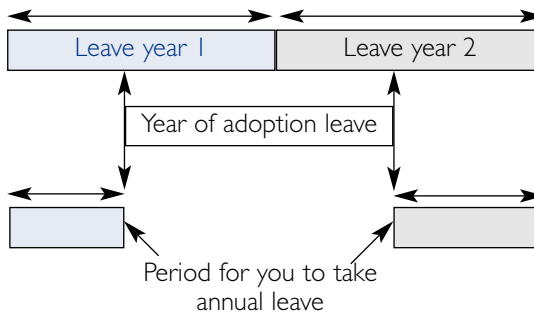 Leave year 1
Leave year 2
Year of adoption leave
Period for you to take
annual leave